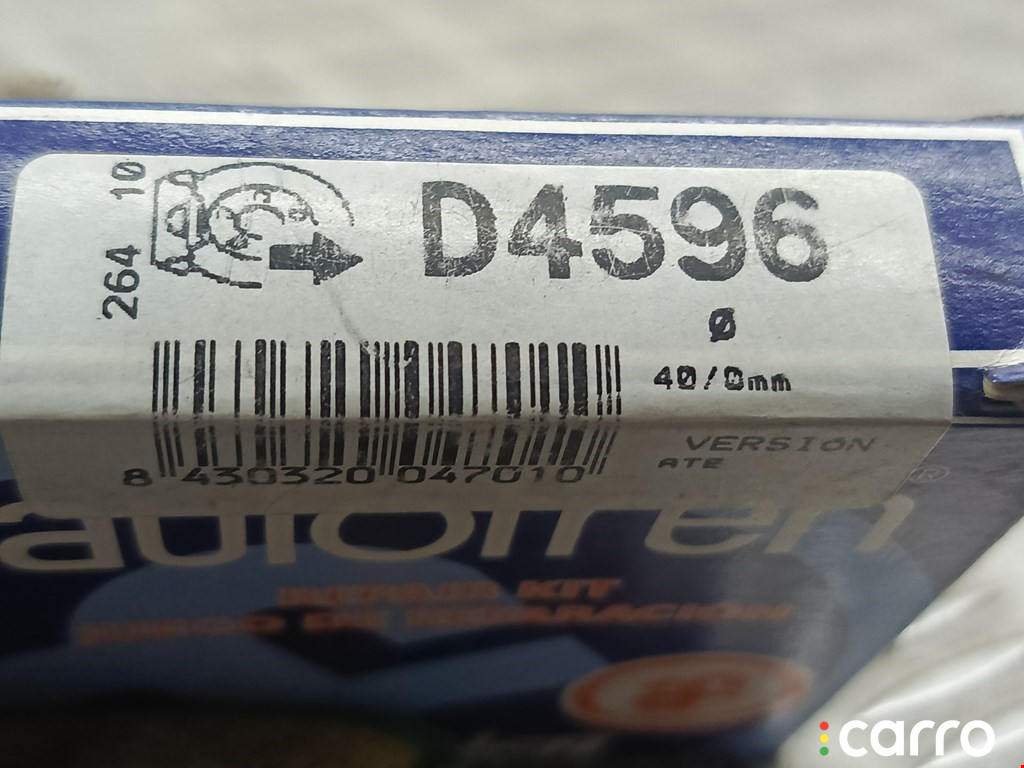 264 10
D4596
Ø
40/0mm
VERSION
ATE
8 430320 047010
autofren®
REPAIR KIT
JUEGO DE REPARACION
carro